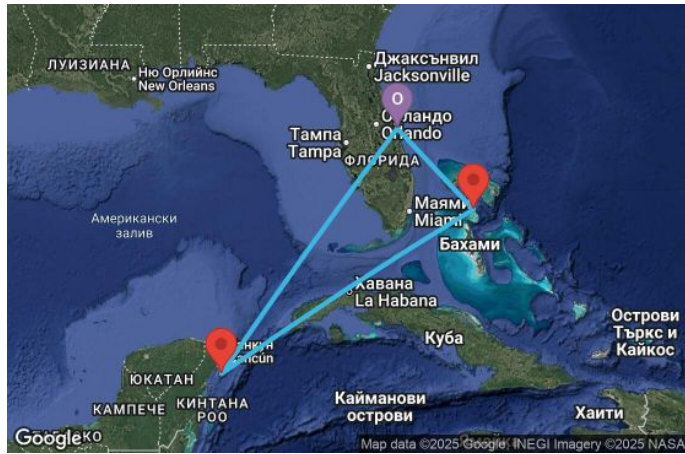 ЛУИЗИАНА
Ню Орлийнс
New Orleans
Джаксънвил
Jacksonville
O
Орландо
Orlando
Тампа
Tampa
ФЛОРИДА
Маями
Miami
Бахами
Американски
залив
Хавана
La Habana
Куба
Острови
Търкс и
Кайкос
ЮКАТАН
КАМПЕЧЕ
КИНТАНА
РОО
Кайманови
острови
Хаити
Google
Map data ©2025 Google, INEGI Imagery ©2025 NASA